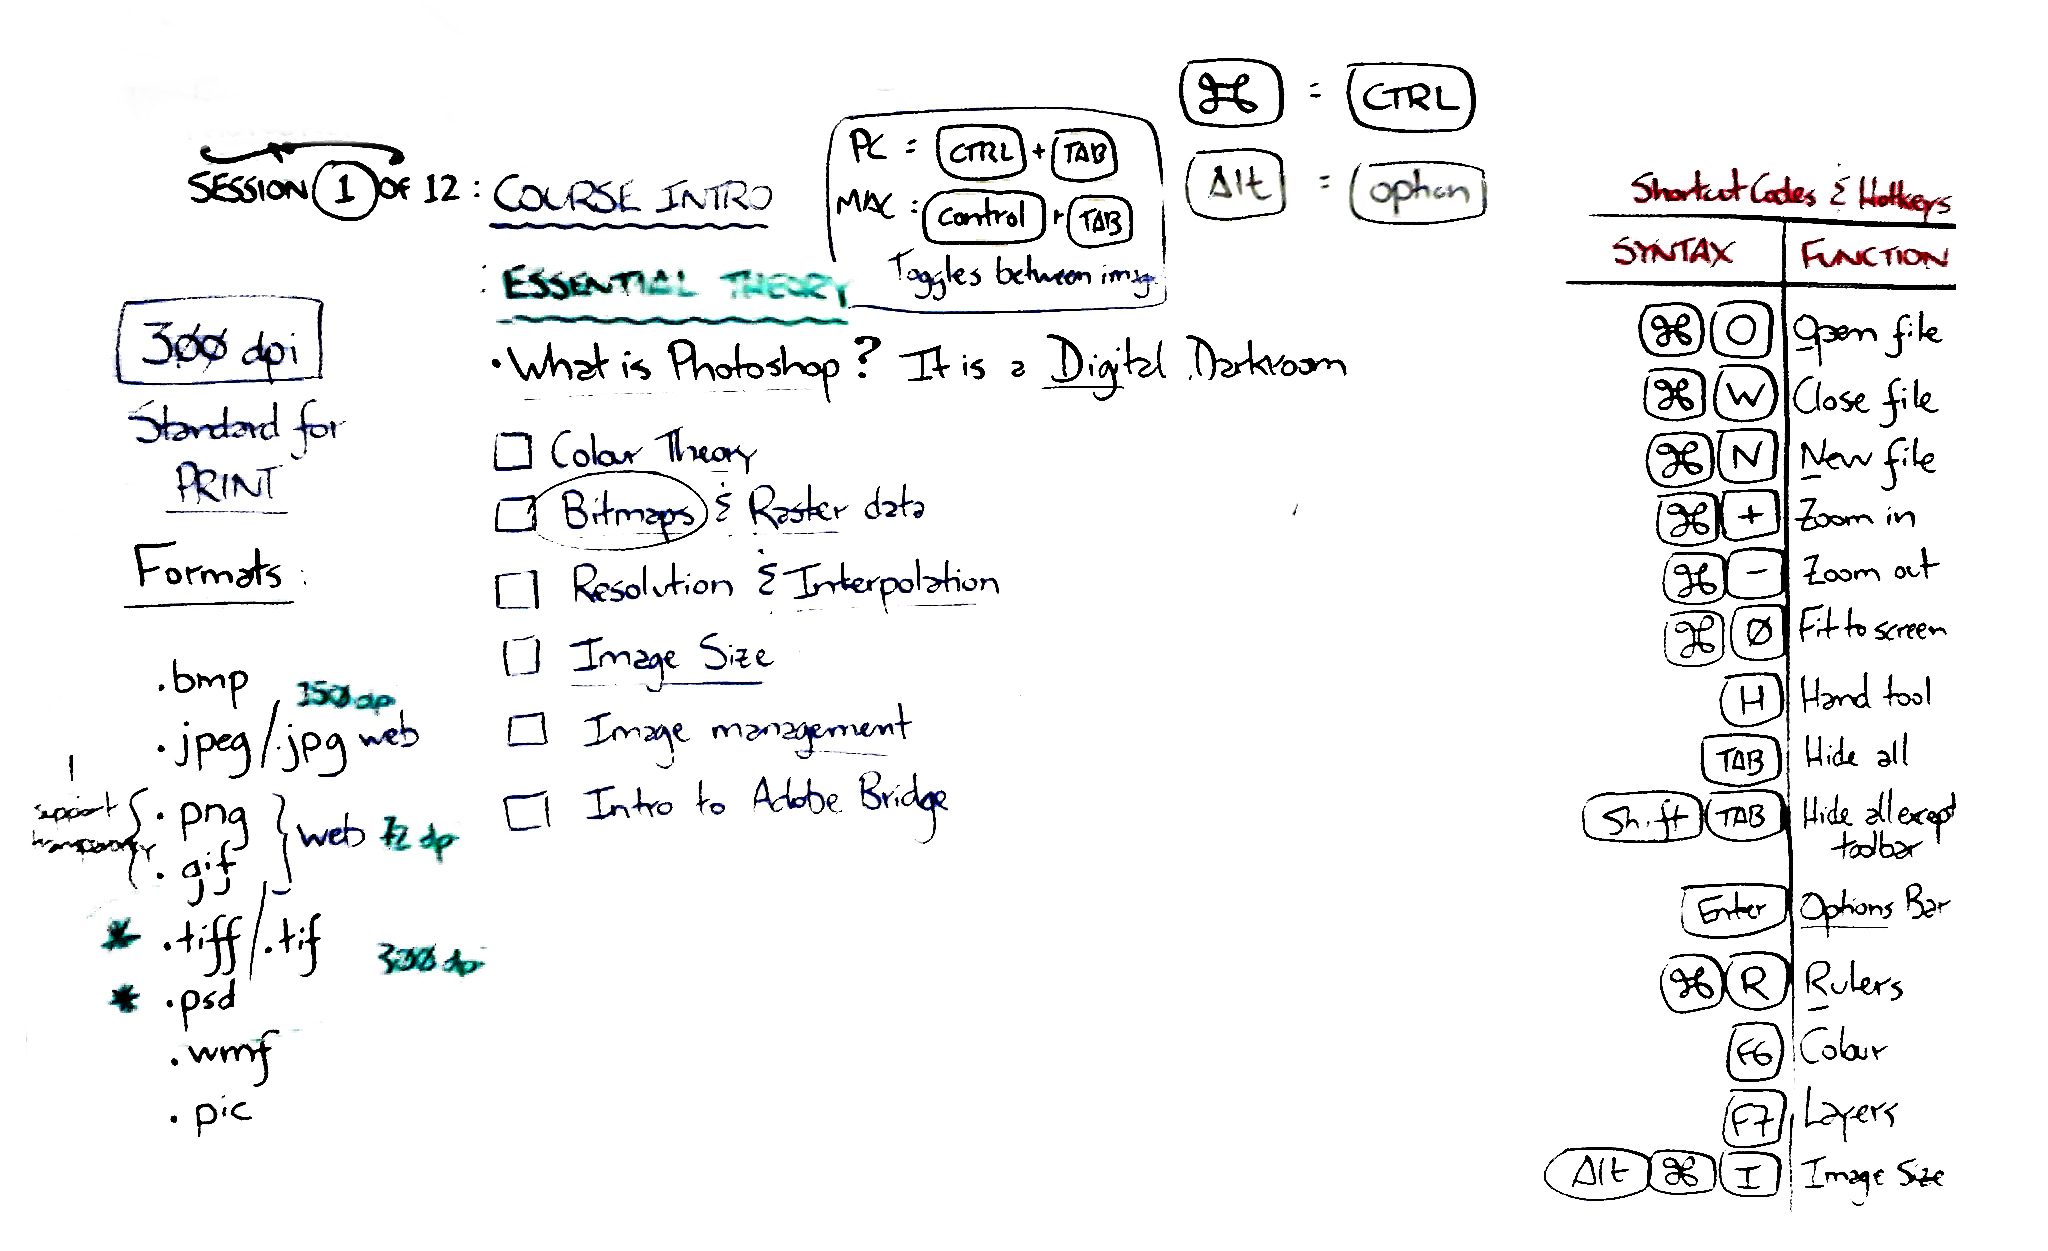 ⌘ = CTRL
Alt = option
PC = CTRL + TAB
MAC = Control + TAB
Toggles between imag
SESSION 1 OF 12 : COURSE INTRO
: ESSENTIAL THEORY
• What is Photoshop? It is a Digital Darkroom
□ Colour Theory
□ Bitmaps & Raster data
□ Resolution & Interpolation
□ Image Size
□ Image management
□ Intro to Adobe Bridge
300 dpi
Standard for
PRINT
Formats :
.bmp
150 dp
.jpeg/.jpg web
support
transparency
.png
.gif
web 72 dp
* .tiff/.tif
300 dp
* .psd
.wmf
.pic
Shortcut Codes & Hotkeys
SYNTAX FUNCTION
⌘ O Open file
⌘ W Close file
⌘ N New file
⌘ + Zoom in
⌘ - Zoom out
⌘ 0 Fit to screen
H Hand tool
TAB Hide all
Shift TAB Hide all except
toolbar
Enter Options Bar
⌘ R Rulers
F6 Colour
F7 Layers
Alt ⌘ I Image Size